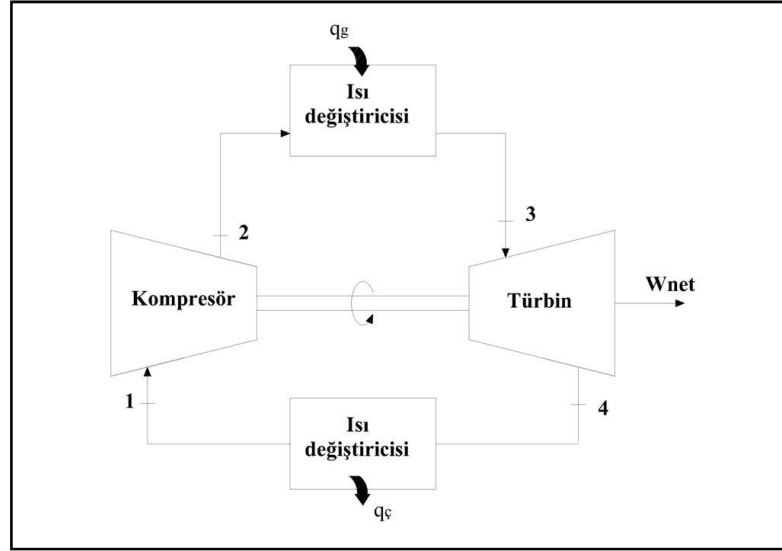 qg
Isı
değiştiricisi
2
3
Kompresör
Türbin
Wnet
1
4
Isı
değiştiricisi
qç